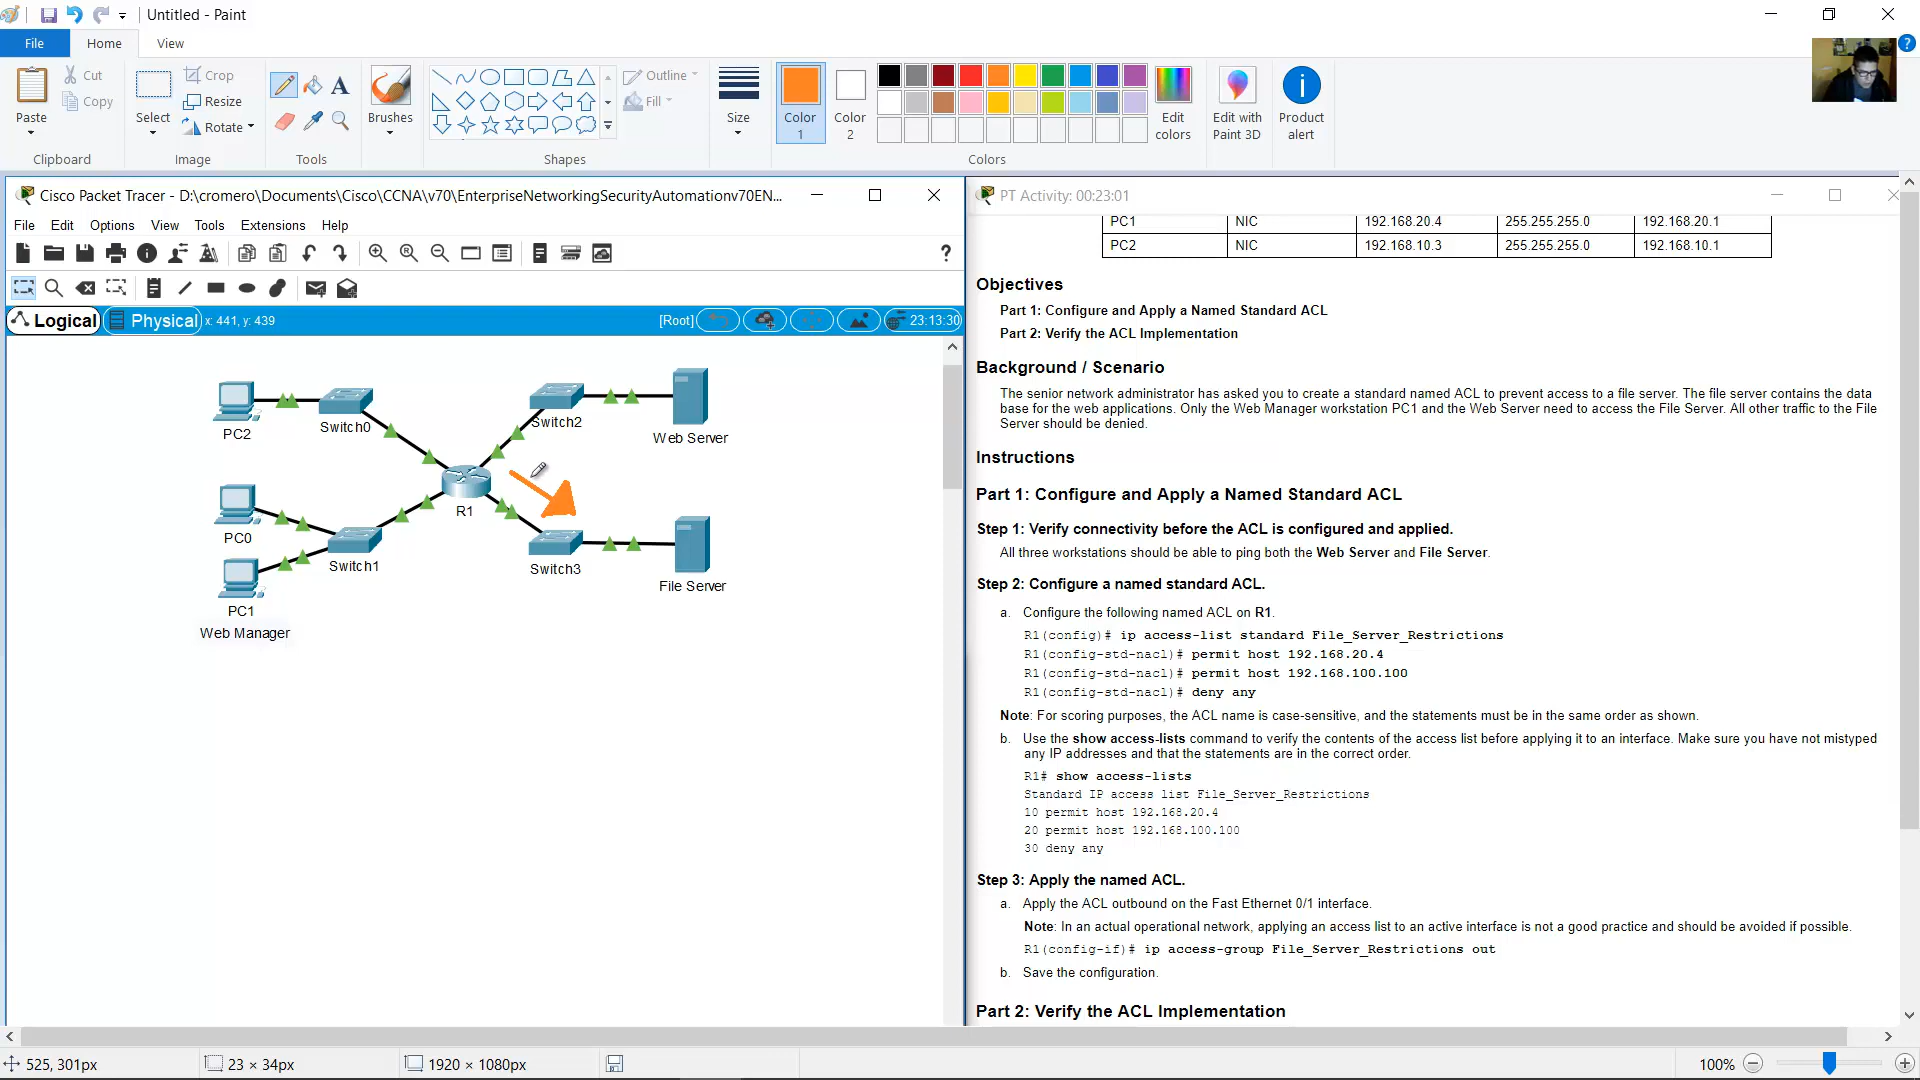 Untitled - Paint
File Home View
Paste
Cut
Copy
Clipboard
Select
Crop
Resize
Rotate
Image
Tools
Brushes
Shapes
Outline
Fill
Size
Color 1
Color 2
Colors
Edit colors
Edit with Paint 3D
Product alert
Cisco Packet Tracer - D:\cromero\Documents\Cisco\CCNA\v70\EnterpriseNetworkingSecurityAutomationv70EN...
File Edit Options View Tools Extensions Help
Logical Physical x: 441, y: 439 [Root] 23:13:30
PC2
Switch0
Switch2
Web Server
R1
PC0
Switch1
Switch3
File Server
PC1
Web Manager
PT Activity: 00:23:01
PC1 NIC 192.168.20.4 255.255.255.0 192.168.20.1
PC2 NIC 192.168.10.3 255.255.255.0 192.168.10.1
Objectives
Part 1: Configure and Apply a Named Standard ACL
Part 2: Verify the ACL Implementation
Background / Scenario
The senior network administrator has asked you to create a standard named ACL to prevent access to a file server. The file server contains the data
base for the web applications. Only the Web Manager workstation PC1 and the Web Server need to access the File Server. All other traffic to the File
Server should be denied.
Instructions
Part 1: Configure and Apply a Named Standard ACL
Step 1: Verify connectivity before the ACL is configured and applied.
All three workstations should be able to ping both the Web Server and File Server.
Step 2: Configure a named standard ACL.
a. Configure the following named ACL on R1.
R1(config)# ip access-list standard File_Server_Restrictions
R1(config-std-nacl)# permit host 192.168.20.4
R1(config-std-nacl)# permit host 192.168.100.100
R1(config-std-nacl)# deny any
Note: For scoring purposes, the ACL name is case-sensitive, and the statements must be in the same order as shown.
b. Use the show access-lists command to verify the contents of the access list before applying it to an interface. Make sure you have not mistyped
any IP addresses and that the statements are in the correct order.
R1# show access-lists
Standard IP access list File_Server_Restrictions
10 permit host 192.168.20.4
20 permit host 192.168.100.100
30 deny any
Step 3: Apply the named ACL.
a. Apply the ACL outbound on the Fast Ethernet 0/1 interface.
Note: In an actual operational network, applying an access list to an active interface is not a good practice and should be avoided if possible.
R1(config-if)# ip access-group File_Server_Restrictions out
b. Save the configuration.
Part 2: Verify the ACL Implementation
525, 301px 23 × 34px 1920 × 1080px 100%